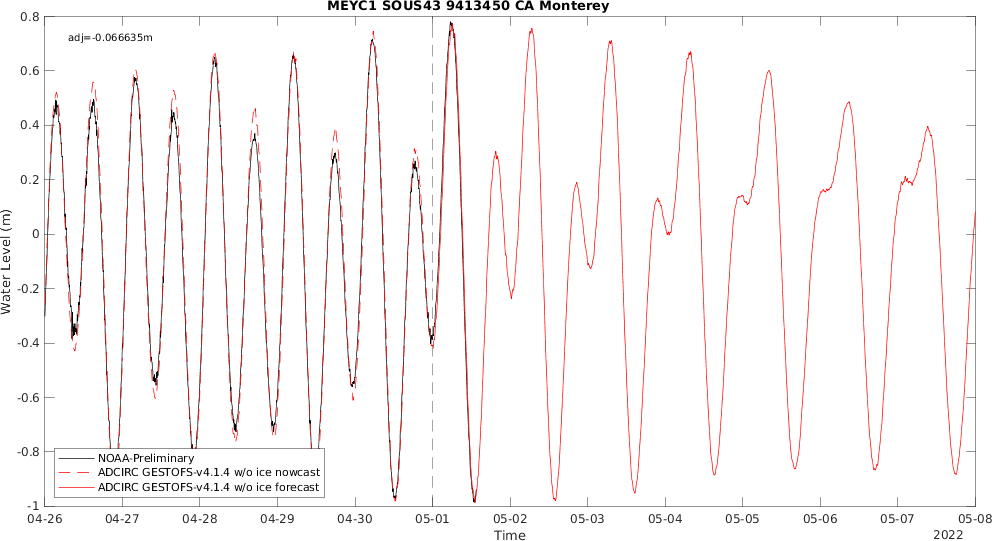 MEYC1 SOUS43 9413450 CA Monterey
adj=-0.066635m
0.8
0.6
0.4
0.2
0
-0.2
-0.4
-0.6
-0.8
-1
Water Level (m)
NOAA-Preliminary
ADCIRC GESTOFS-v4.1.4 w/o ice nowcast
ADCIRC GESTOFS-v4.1.4 w/o ice forecast
04-26 04-27 04-28 04-29 04-30 05-01 05-02 05-03 05-04 05-05 05-06 05-07 05-08
Time
2022